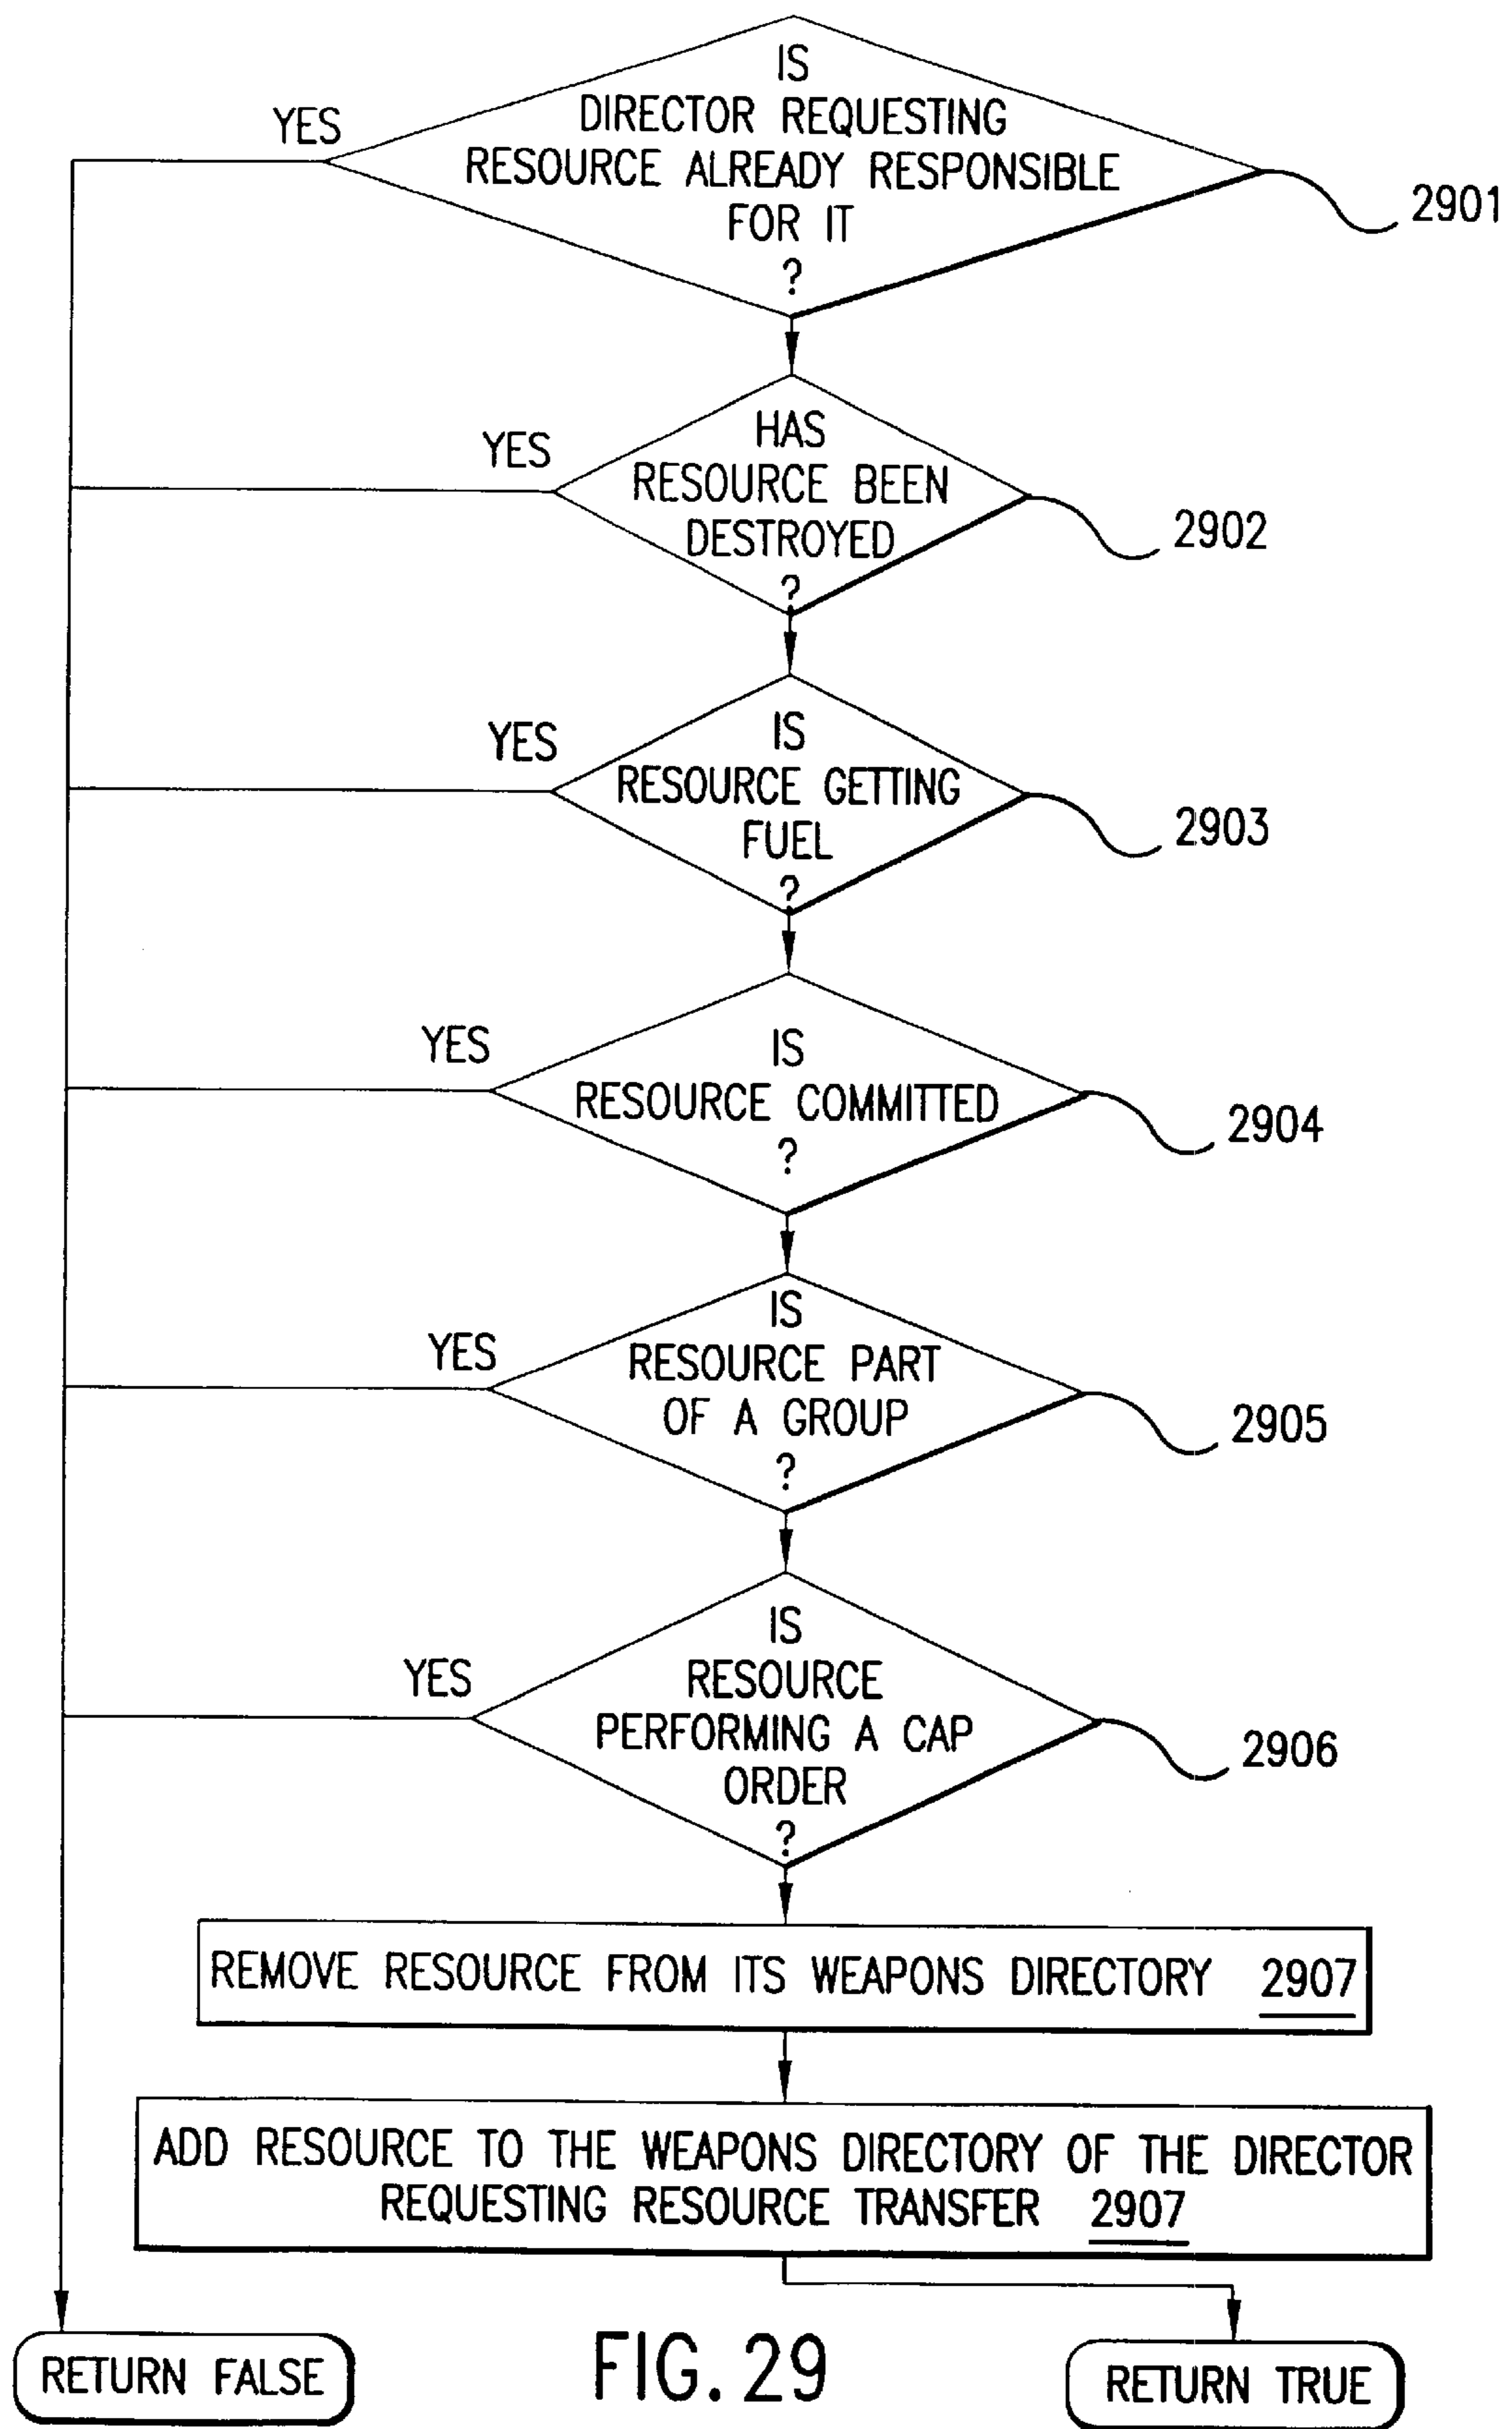 IS
DIRECTOR REQUESTING
YES
RESOURCE ALREADY RESPONSIBLE
FOR IT
?
2901
HAS
YES
RESOURCE BEEN
DESTROYED
?
2902
IS
YES
RESOURCE GETTING
FUEL
?
2903
YES
IS
RESOURCE COMMITTED
?
2904
IS
YES
RESOURCE PART
OF A GROUP
?
2905
IS
YES
RESOURCE
PERFORMING A CAP
ORDER
?
2906
REMOVE RESOURCE FROM ITS WEAPONS DIRECTORY 2907
ADD RESOURCE TO THE WEAPONS DIRECTORY OF THE DIRECTOR
REQUESTING RESOURCE TRANSFER 2907
RETURN FALSE
FIG. 29
RETURN TRUE